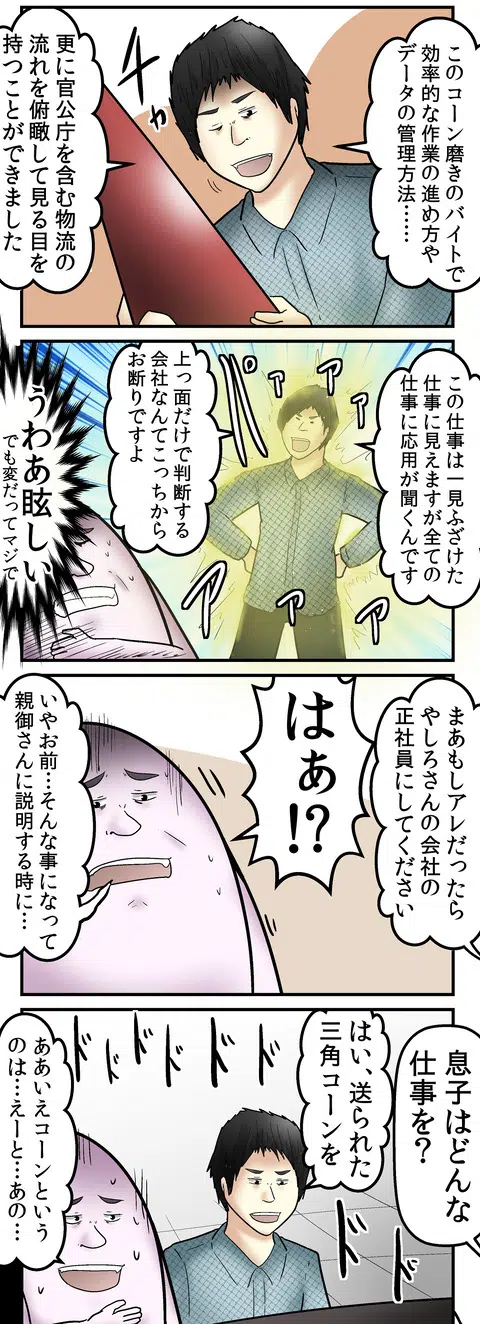 このコーン磨きのバイトで
効率的な作業の進め方や
データの管理方法……
更に官公庁を含む物流の
流れを俯瞰して見る目を
持つことができました
この仕事は一見ふざけた
仕事に見えますが全ての
仕事に応用が聞くんです
パァァァ
上っ面だけで判断する
会社なんてこっちから
お断りですよ
うわあ眩しい
でも変だってマジで
まあもしアレだったら
やしろさんの会社の
正社員にしてください
はぁ!?
いやお前…そんな事になって
親御さんに説明する時に…
息子はどんな
仕事を?
はい、送られた
三角コーンを
ドドドドド
ドド
ああいえコーンという
のは…えーと…あの…